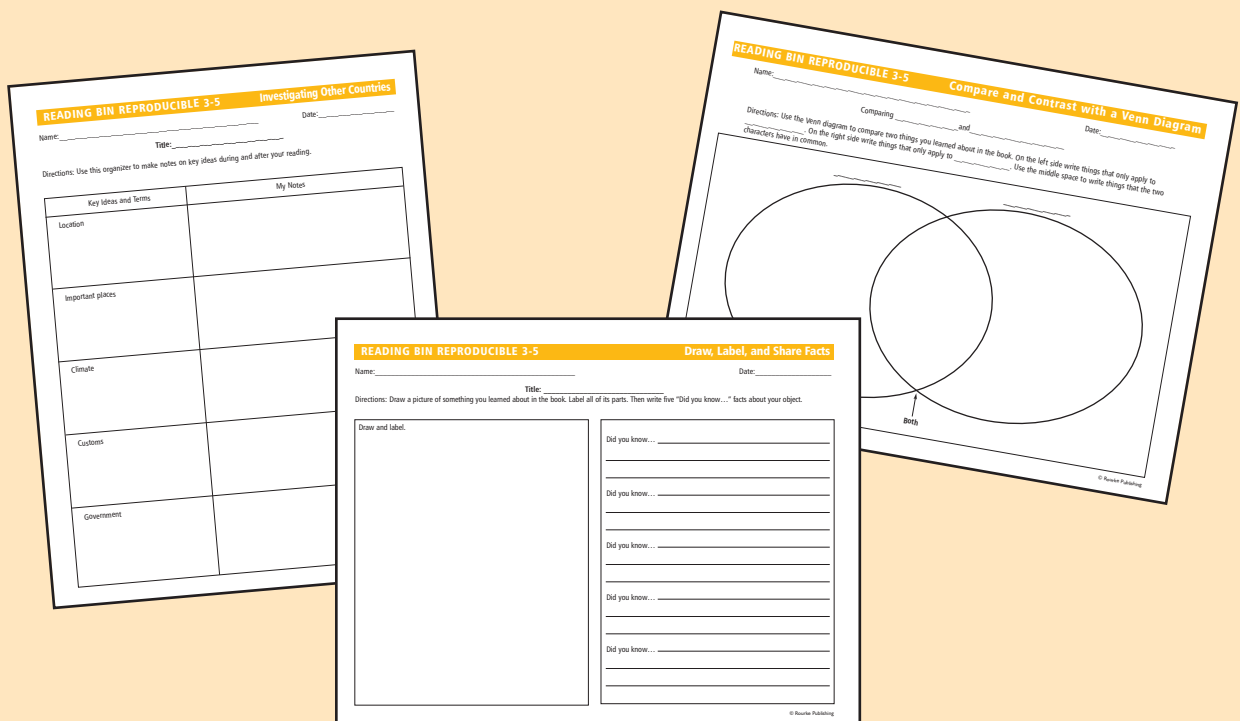 READING BIN REPRODUCIBLE 3-5 Investigating Other Countries
Name: Date:
Title:
Directions: Use this organizer to make notes on key ideas during and after your reading.
Key Ideas and Terms My Notes
Location
Important places
Climate
Customs
Government
READING BIN REPRODUCIBLE 3-5 Compare and Contrast with a Venn Diagram
Name:
Comparing and Date:
Directions: Use the Venn diagram to compare two things you learned about in the book. On the left side write things that only apply to
. On the right side write things that only apply to . Use the middle space to write things that the two
characters have in common.
Both
© Rourke Publishing
READING BIN REPRODUCIBLE 3-5 Draw, Label, and Share Facts
Name: Date:
Title:
Directions: Draw a picture of something you learned about in the book. Label all of its parts. Then write five "Did you know…" facts about your object.
Draw and label.
Did you know…
Did you know…
Did you know…
Did you know…
Did you know…
© Rourke Publishing